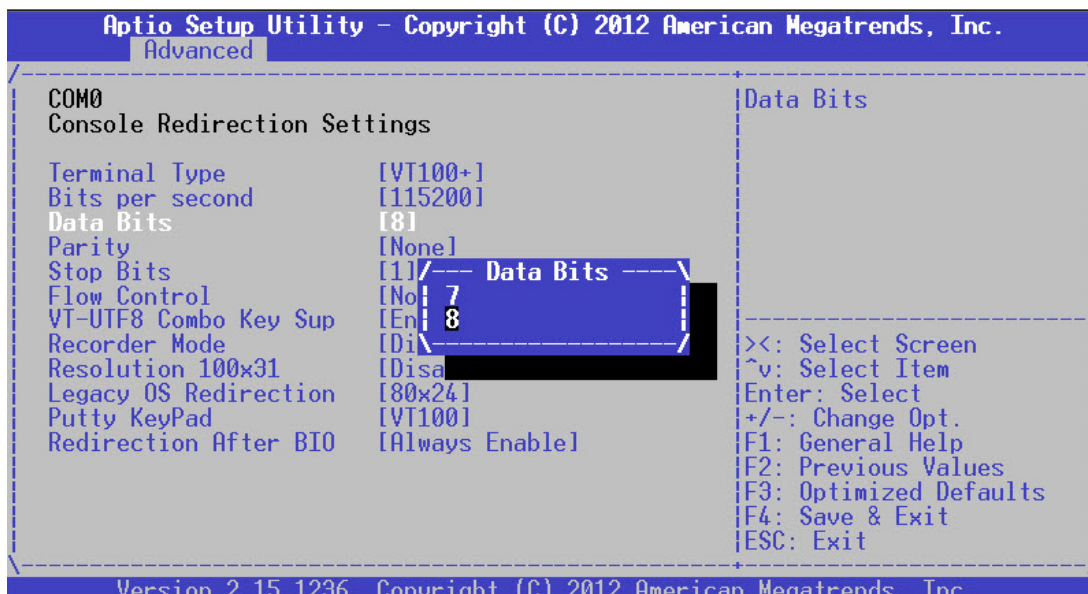 Aptio Setup Utility - Copyright (C) 2012 American Megatrends, Inc.
Advanced
COM0
Console Redirection Settings
Terminal Type [VT100+]
Bits per second [115200]
Data Bits [8]
Parity [None]
Stop Bits [1]
Flow Control [No
VT-UTF8 Combo Key Sup [En
Recorder Mode [Di
Resolution 100x31 [Disa
Legacy OS Redirection [80x24]
Putty KeyPad [VT100]
Redirection After BIO [Always Enable]
Data Bits
7
8
Data Bits
><: Select Screen
^v: Select Item
Enter: Select
+/-: Change Opt.
F1: General Help
F2: Previous Values
F3: Optimized Defaults
F4: Save & Exit
ESC: Exit
Version 2.15.1236. Copyright (C) 2012 American Megatrends, Inc.